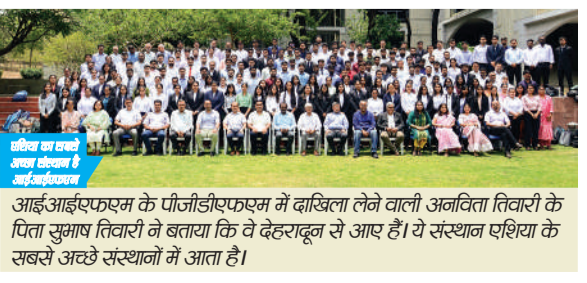 एशिया का सबसे
अच्छा संस्थान है
आईआईएफएम
आईआईएफएम के पीजीडीएफएम में दाखिला लेने वाली अनविता तिवारी के
पिता सुभाष तिवारी ने बताया कि वे देहरादून से आए हैं। ये संस्थान एशिया के
सबसे अच्छे संस्थानों में आता है।